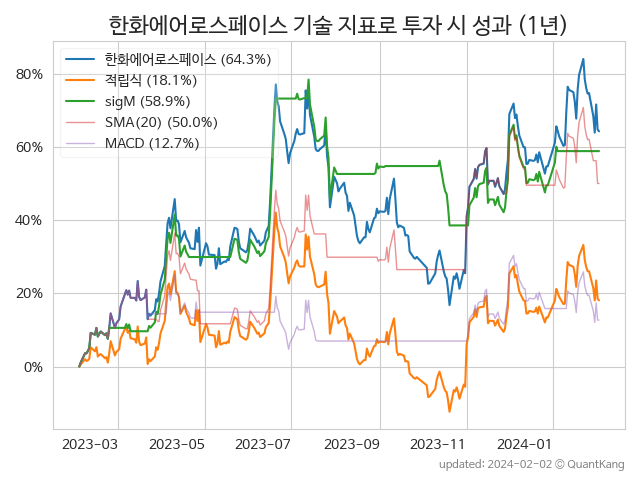 한화에어로스페이스 기술 지표로 투자 시 성과 (1년)
한화에어로스페이스 (64.3%)
적립식 (18.1%)
sigM (58.9%)
SMA(20) (50.0%)
MACD (12.7%)
80%
60%
40%
20%
0%
2023-03 2023-05 2023-07 2023-09 2023-11 2024-01
updated: 2024-02-02 © QuantKang